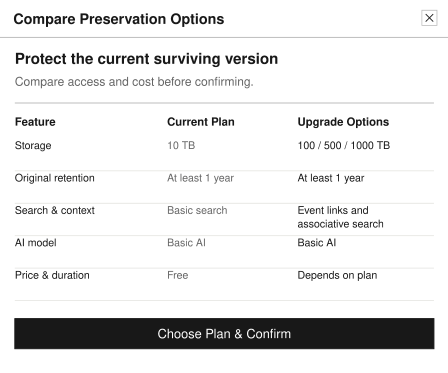 Compare Preservation Options
Protect the current surviving version
Compare access and cost before confirming.
Feature Current Plan Upgrade Options
Storage 10 TB 100 / 500 / 1000 TB
Original retention At least 1 year At least 1 year
Search & context Basic search Event links and
associative search
AI model Basic AI Basic AI
Price & duration Free Depends on plan
Choose Plan & Confirm